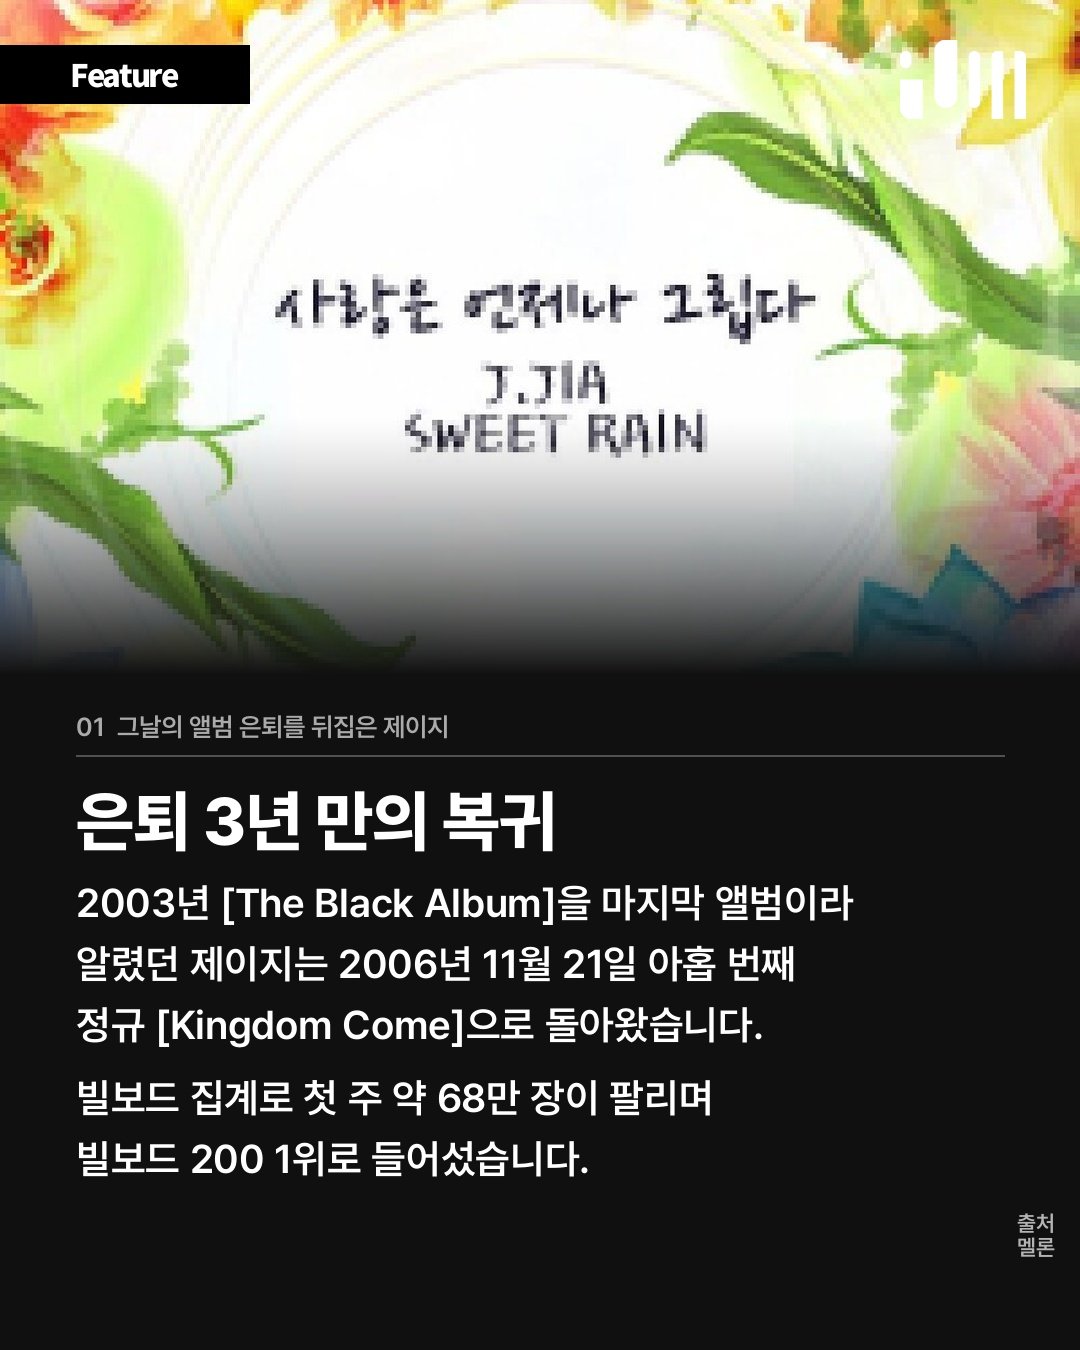 Feature
사랑은 언제나 그립다
J.JIA
SWEET RAIN
01 그날의 앨범 은퇴를 뒤집은 제이지
은퇴 3년 만의 복귀
2003년 [The Black Album]을 마지막 앨범이라
알렸던 제이지는 2006년 11월 21일 아홉 번째
정규 [Kingdom Come]으로 돌아왔습니다.
빌보드 집계로 첫 주 약 68만 장이 팔리며
빌보드 200 1위로 들어섰습니다.
출처
멜론